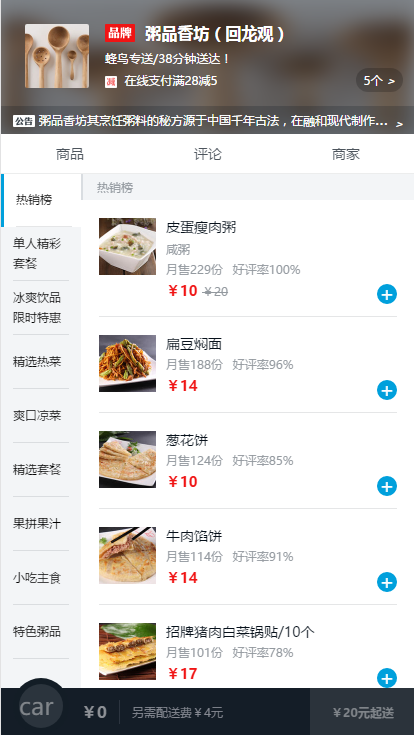 品牌 粥品香坊（回龙观）
蜂鸟专送/38分钟送达！
减 在线支付满28减5
5个 >
公告 粥品香坊其烹饪粥料的秘方源于中国千年古法，在融和现代制作... >
商品 评论 商家
热销榜
单人精彩
套餐
冰爽饮品
限时特惠
精选热菜
爽口凉菜
精选套餐
果拼果汁
小吃主食
特色粥品
热销榜
皮蛋瘦肉粥
咸粥
月售229份 好评率100%
￥10 ￥20
扁豆焖面
月售188份 好评率96%
￥14
葱花饼
月售124份 好评率85%
￥10
牛肉馅饼
月售114份 好评率91%
￥14
招牌猪肉白菜锅贴/10个
月售101份 好评率78%
￥17
car ￥0 另需配送费￥4元 ￥20元起送